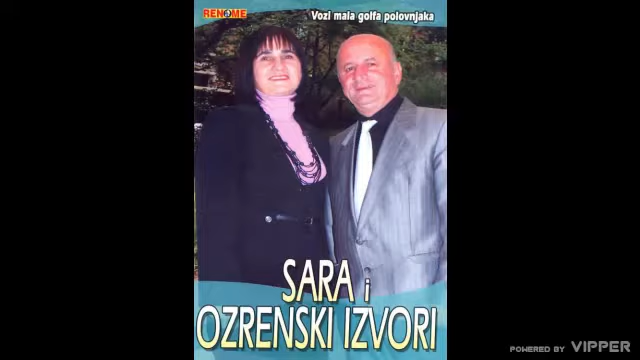 RENOME
Vozi mala golfa polovnjaka
SARA i
OZRENSKI IZVORI
POWERED BY VIPPER